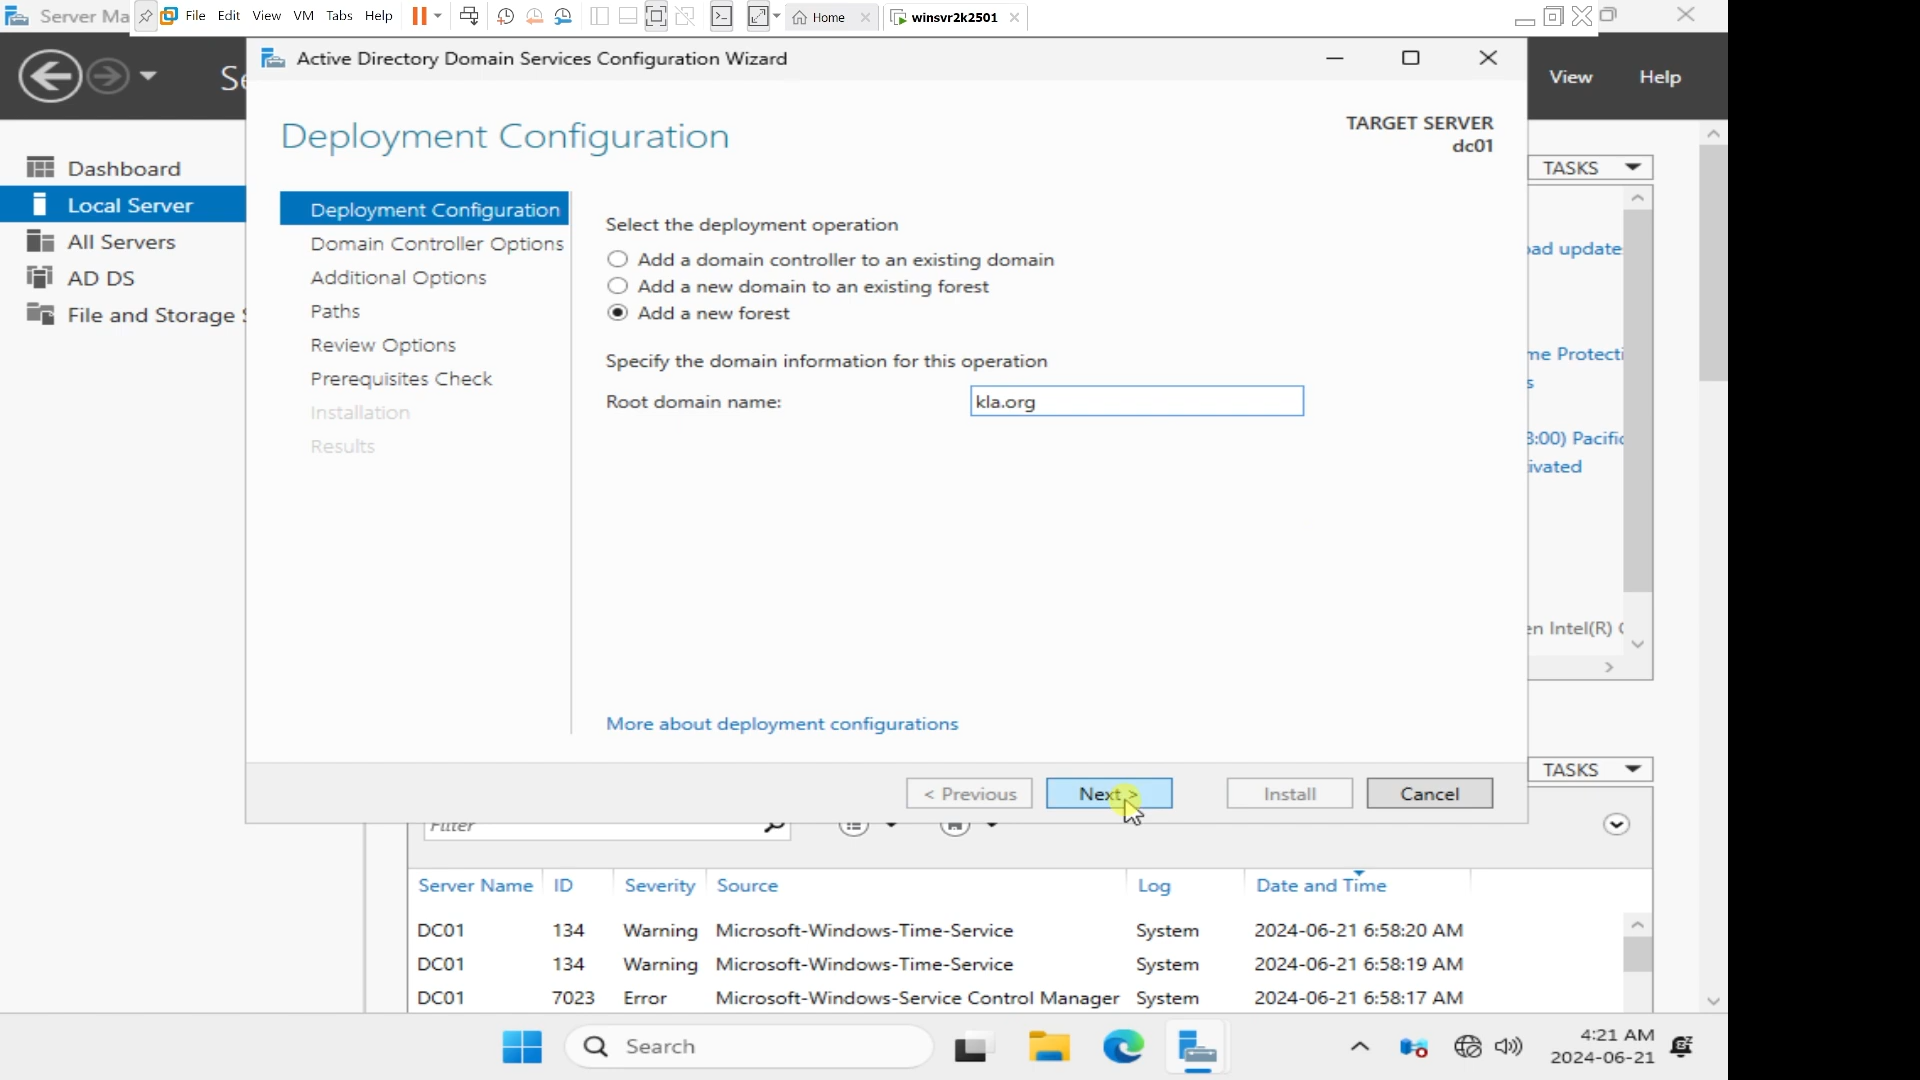 Server Ma
File Edit View VM Tabs Help
Home
winsvr2k2501
Active Directory Domain Services Configuration Wizard
View Help
Deployment Configuration
TARGET SERVER
dc01
Dashboard
Local Server
All Servers
AD DS
File and Storage
Deployment Configuration
Domain Controller Options
Additional Options
Paths
Review Options
Prerequisites Check
Installation
Results
Select the deployment operation
Add a domain controller to an existing domain
Add a new domain to an existing forest
Add a new forest
Specify the domain information for this operation
Root domain name:
kla.org
More about deployment configurations
< Previous
Next >
Install
Cancel
TASKS
oad update
me Protecti
s
8:00) Pacific
ivated
en Intel(R)
TASKS
Filter
Server Name ID Severity Source Log Date and Time
DC01 134 Warning Microsoft-Windows-Time-Service System 2024-06-21 6:58:20 AM
DC01 134 Warning Microsoft-Windows-Time-Service System 2024-06-21 6:58:19 AM
DC01 7023 Error Microsoft-Windows-Service Control Manager System 2024-06-21 6:58:17 AM
Search
4:21 AM
2024-06-21